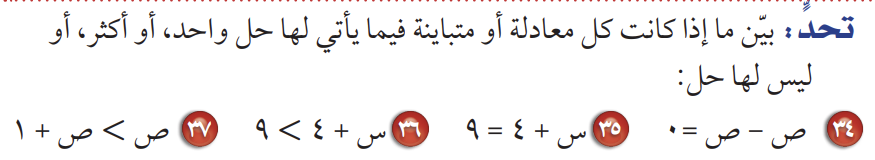 تحدٍّ: بيّن ما إذا كانت كل معادلة أو متباينة فيما يأتي لها حل واحد، أو أكثر، أو
ليس لها حل:
٣٤ ص – ص = ٠ ٣٥ س + ٤ = ٩ ٣٦ س + ٤ > ٩ ٣٧ ص > ص + ١